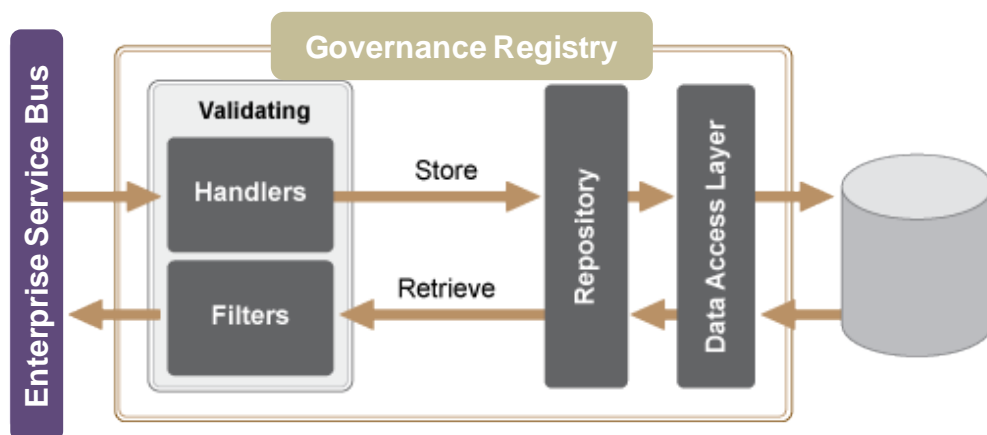 Governance Registry
Enterprise Service Bus
Validating
Handlers
Store
Filters
Retrieve
Repository
Data Access Layer